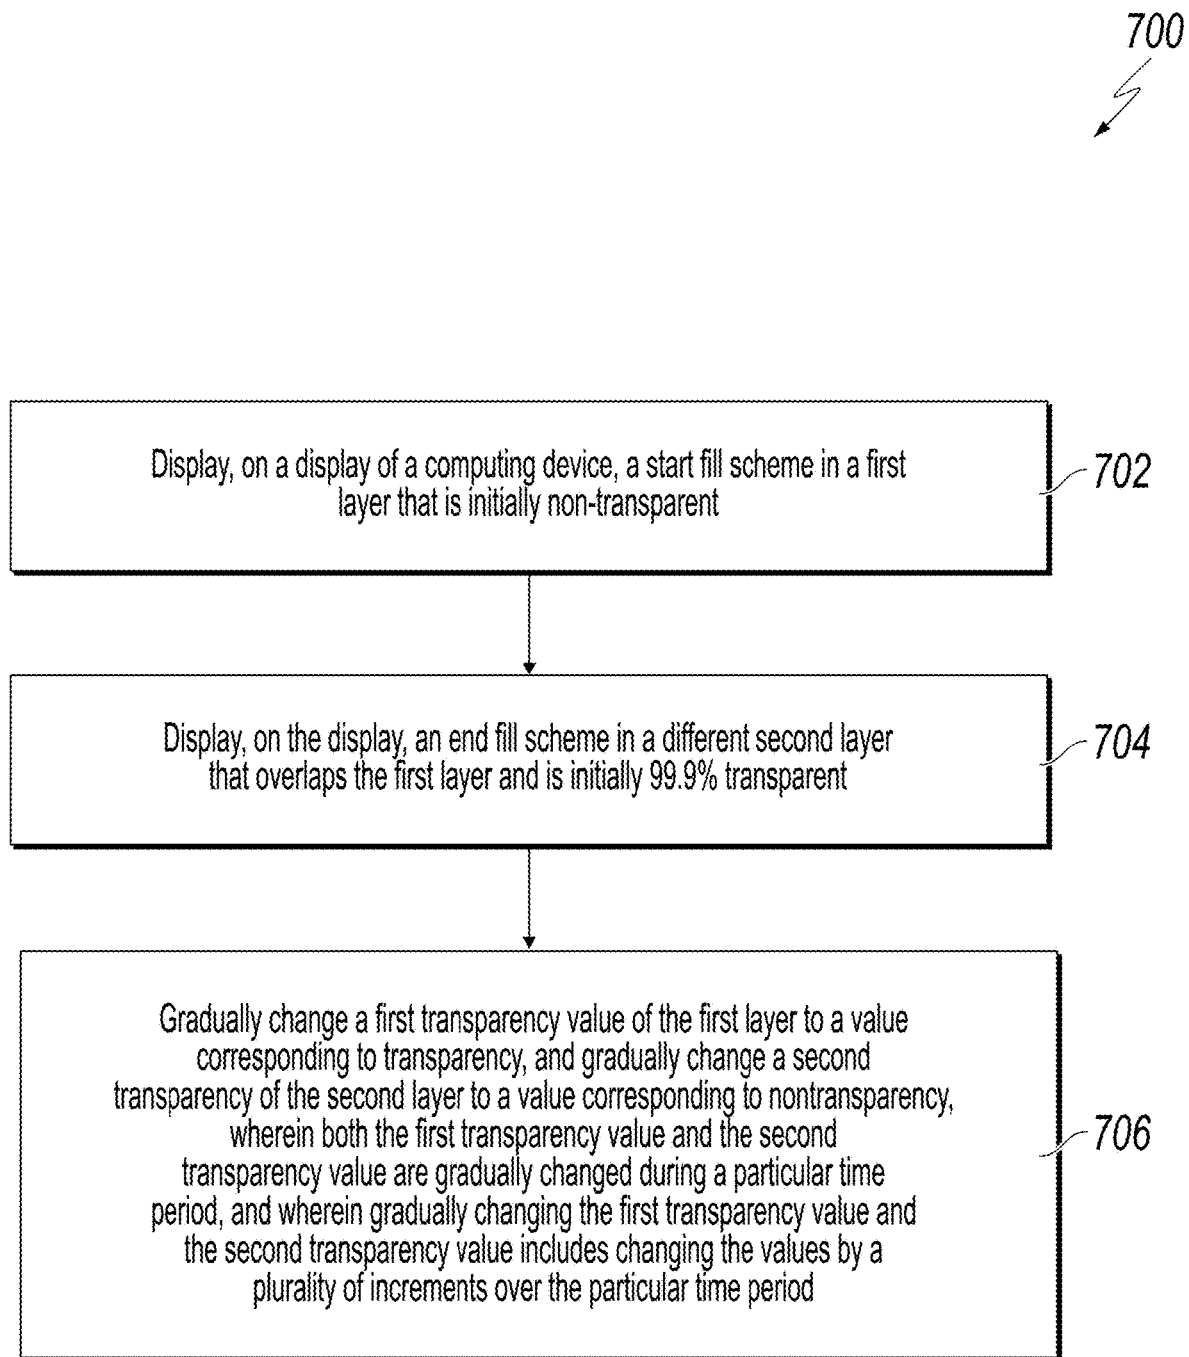 700
Display, on a display of a computing device, a start fill scheme in a first
layer that is initially non-transparent
702
Display, on the display, an end fill scheme in a different second layer
that overlaps the first layer and is initially 99.9% transparent
704
Gradually change a first transparency value of the first layer to a value
corresponding to transparency, and gradually change a second
transparency of the second layer to a value corresponding to nontransparency,
wherein both the first transparency value and the second
transparency value are gradually changed during a particular time
period, and wherein gradually changing the first transparency value and
the second transparency value includes changing the values by a
plurality of increments over the particular time period
706